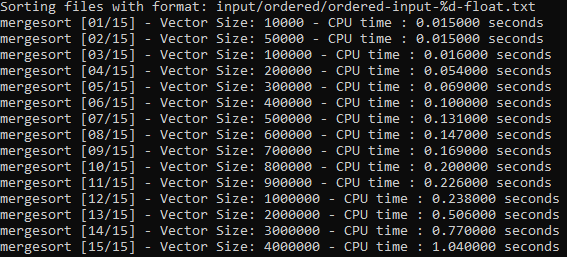 Sorting files with format: input/ordered/ordered-input-%d-float.txt
mergesort [01/15] - Vector Size: 10000 - CPU time : 0.015000 seconds
mergesort [02/15] - Vector Size: 50000 - CPU time : 0.015000 seconds
mergesort [03/15] - Vector Size: 100000 - CPU time : 0.016000 seconds
mergesort [04/15] - Vector Size: 200000 - CPU time : 0.054000 seconds
mergesort [05/15] - Vector Size: 300000 - CPU time : 0.069000 seconds
mergesort [06/15] - Vector Size: 400000 - CPU time : 0.100000 seconds
mergesort [07/15] - Vector Size: 500000 - CPU time : 0.131000 seconds
mergesort [08/15] - Vector Size: 600000 - CPU time : 0.147000 seconds
mergesort [09/15] - Vector Size: 700000 - CPU time : 0.169000 seconds
mergesort [10/15] - Vector Size: 800000 - CPU time : 0.200000 seconds
mergesort [11/15] - Vector Size: 900000 - CPU time : 0.226000 seconds
mergesort [12/15] - Vector Size: 1000000 - CPU time : 0.238000 seconds
mergesort [13/15] - Vector Size: 2000000 - CPU time : 0.506000 seconds
mergesort [14/15] - Vector Size: 3000000 - CPU time : 0.770000 seconds
mergesort [15/15] - Vector Size: 4000000 - CPU time : 1.040000 seconds